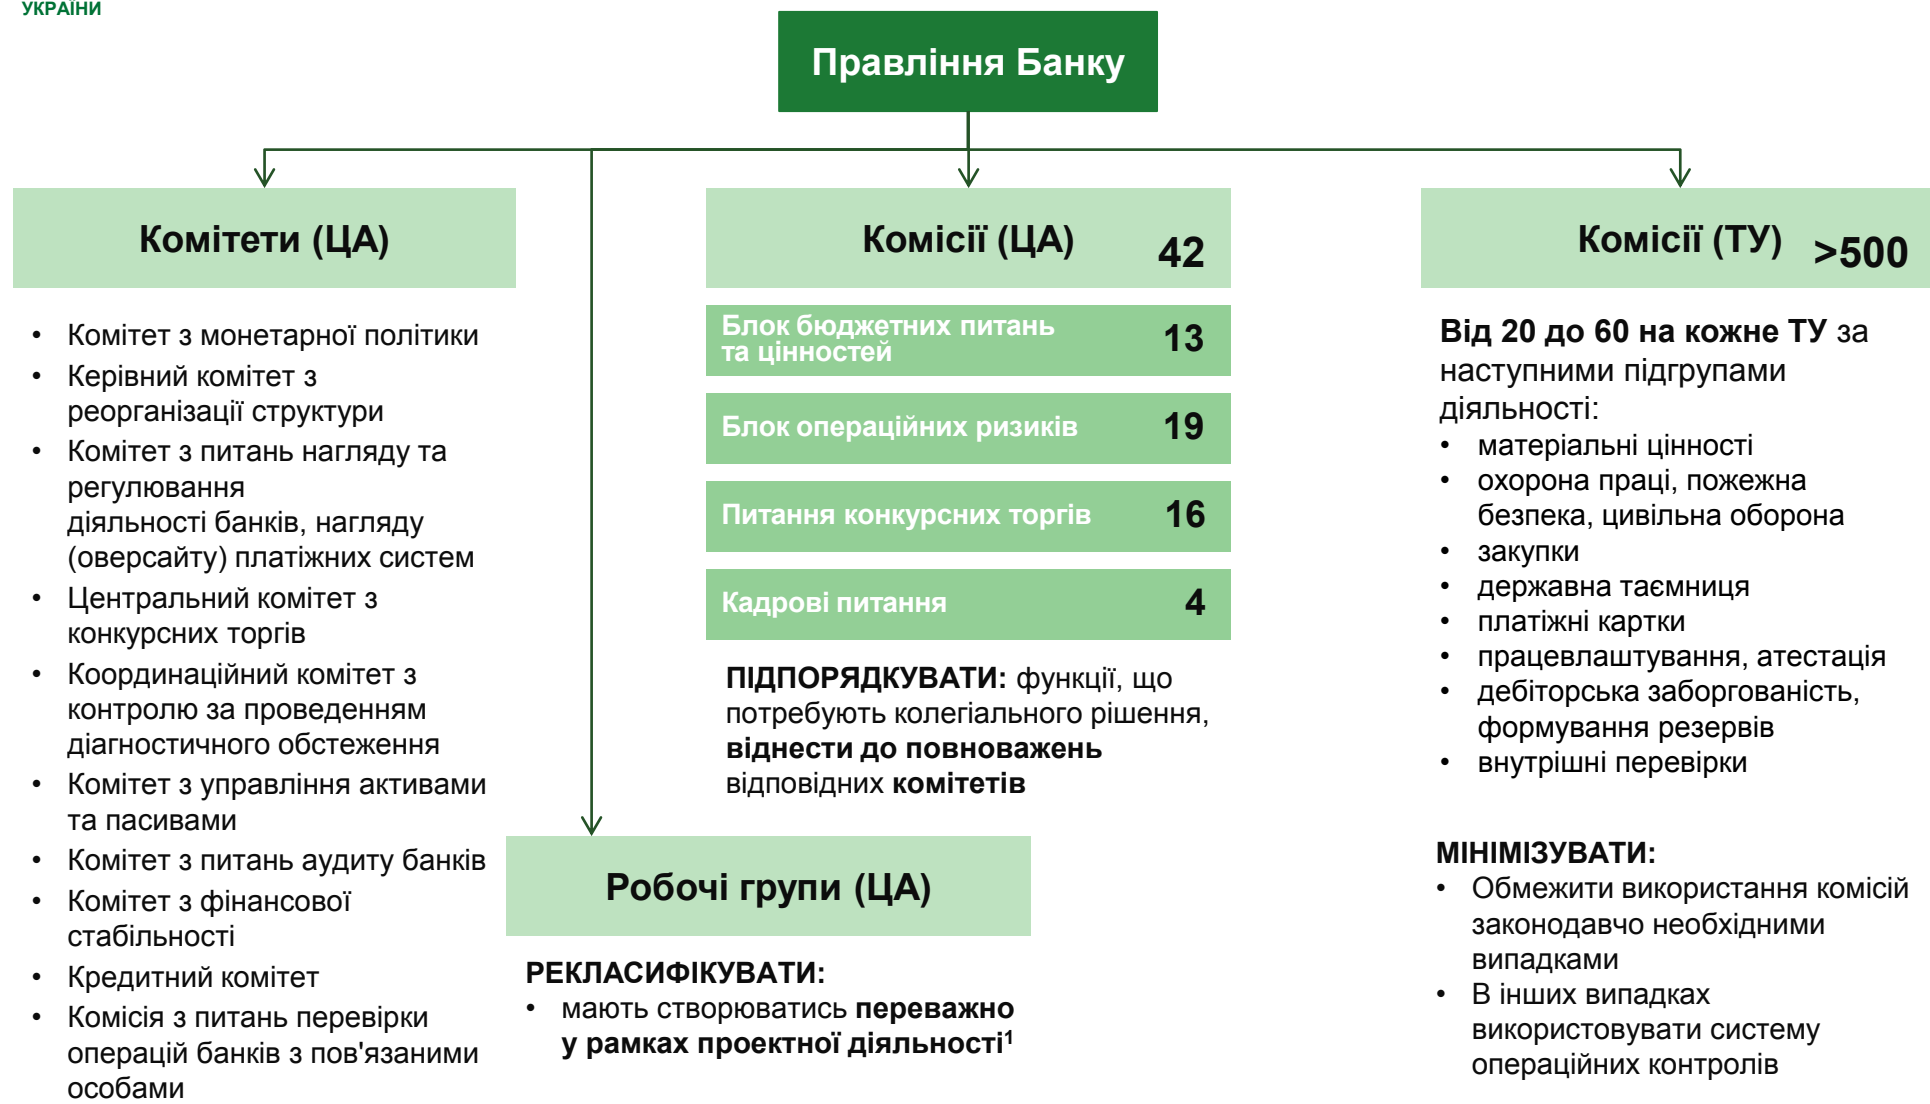 УКРАЇНИ
Правління Банку
Комітети (ЦА)
• Комітет з монетарної політики
• Керівний комітет з
реорганізації структури
• Комітет з питань нагляду та
регулювання
діяльності банків, нагляду
(оверсайту) платіжних систем
• Центральний комітет з
конкурсних торгів
• Координаційний комітет з
контролю за проведенням
діагностичного обстеження
• Комітет з управління активами
та пасивами
• Комітет з питань аудиту банків
• Комітет з фінансової
стабільності
• Кредитний комітет
• Комісія з питань перевірки
операцій банків з пов'язаними
особами
Комісії (ЦА) 42
Блок бюджетних питань
та цінностей 13
Блок операційних ризиків 19
Питання конкурсних торгів 16
Кадрові питання 4
ПІДПОРЯДКУВАТИ: функції, що
потребують колегіального рішення,
віднести до повноважень
відповідних комітетів
Робочі групи (ЦА)
РЕКЛАСИФІКУВАТИ:
• мають створюватись переважно
у рамках проектної діяльності¹
Комісії (ТУ) >500
Від 20 до 60 на кожне ТУ за
наступними підгрупами
діяльності:
• матеріальні цінності
• охорона праці, пожежна
безпека, цивільна оборона
• закупки
• державна таємниця
• платіжні картки
• працевлаштування, атестація
• дебіторська заборгованість,
формування резервів
• внутрішні перевірки
МІНІМІЗУВАТИ:
• Обмежити використання комісій
законодавчо необхідними
випадками
• В інших випадках
використовувати систему
операційних контролів